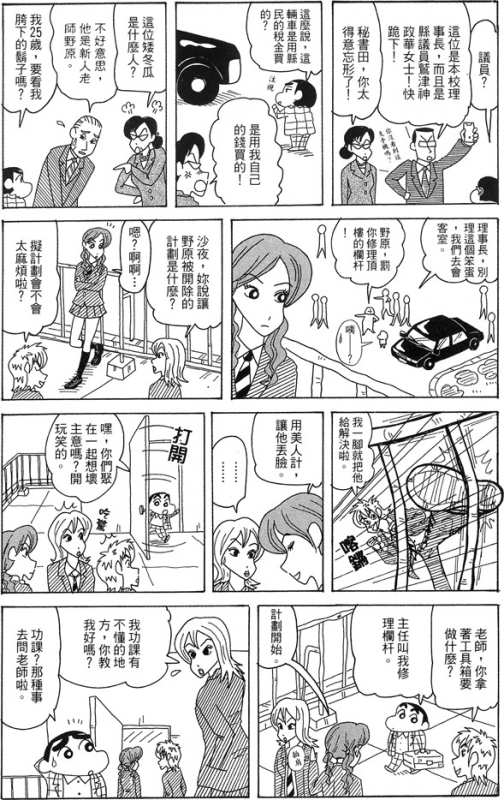 議員？
這位是本校理
事長，而且是
縣議員鷲津神
政華女士！快
跪下！
秘書田，你太
得意忘形了！
這麼說，這
輛車是用縣
民的稅金買
的？
是用我自己
的錢買的！
這位矮冬瓜
是什麼人？
不好意思，
他是新人老
師野原。
我25歲，要看我
胯下的鬍子嗎？
理事長，別
理這個笨蛋
，我們去會
客室。
野原，罰
你修理頂
樓的欄杆
！
咦？
沙夜，妳說讓
野原被開除的
計劃是什麼？
嗯？啊啊…
擬計劃會不會
太麻煩啦？
我一腳就把他
給解決啦。
喀鏘
用美人計，
讓他丟臉。
……
……
打開
嘿，你們聚
在一起想壞
主意嗎？開
玩笑的。
吃驚
老師，你拿
著工具箱要
做什麼？
主任叫我修
理欄杆。
計劃開始。
我功課有
不懂的地
方，你教
我好嗎？
功課？那種事
去問老師啦。